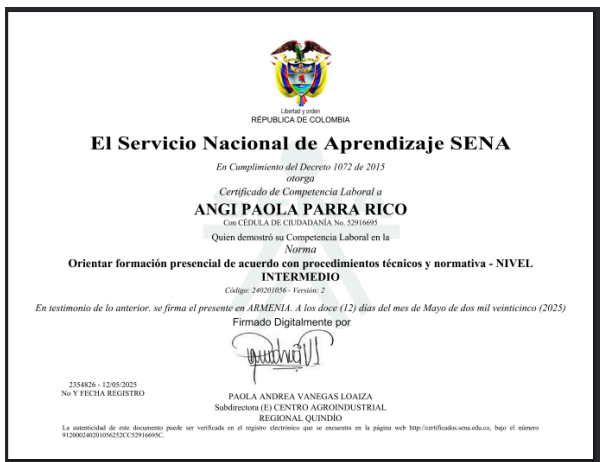 Libertad y orden
RÉPUBLICA DE COLOMBIA
El Servicio Nacional de Aprendizaje SENA
En Cumplimiento del Decreto 1072 de 2015
otorga
Certificado de Competencia Laboral a
ANGI PAOLA PARRA RICO
Con CÉDULA DE CIUDADANÍA No. 52916695
Quien demostró su Competencia Laboral en la
Norma
Orientar formación presencial de acuerdo con procedimientos técnicos y normativa - NIVEL
INTERMEDIO
Código: 240201056 - Versión: 2
En testimonio de lo anterior. se firma el presente en ARMENIA. A los doce (12) días del mes de Mayo de dos mil veinticinco (2025)
Firmado Digitalmente por
2354826 - 12/05/2025
No Y FECHA REGISTRO
PAOLA ANDREA VANEGAS LOAIZA
Subdirectora (E) CENTRO AGROINDUSTRIAL
REGIONAL QUINDÍO
La autenticidad de este documento puede ser verificada en el registro electrónico que se encuentra en la página web http://certificados.sena.edu.co, bajo el número
912000240201056252CC52916695C.